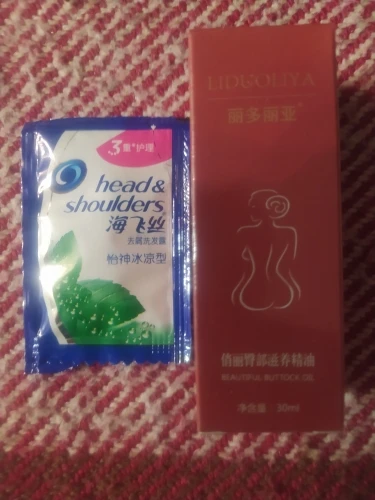 3重护理
head&
shoulders
海飞丝
去屑洗发露
怡神冰凉型
LIDUOLIYA
丽多丽亚
俏丽臀部滋养精油
BEAUTIFUL BUTTOCK OIL
净含量 30ml